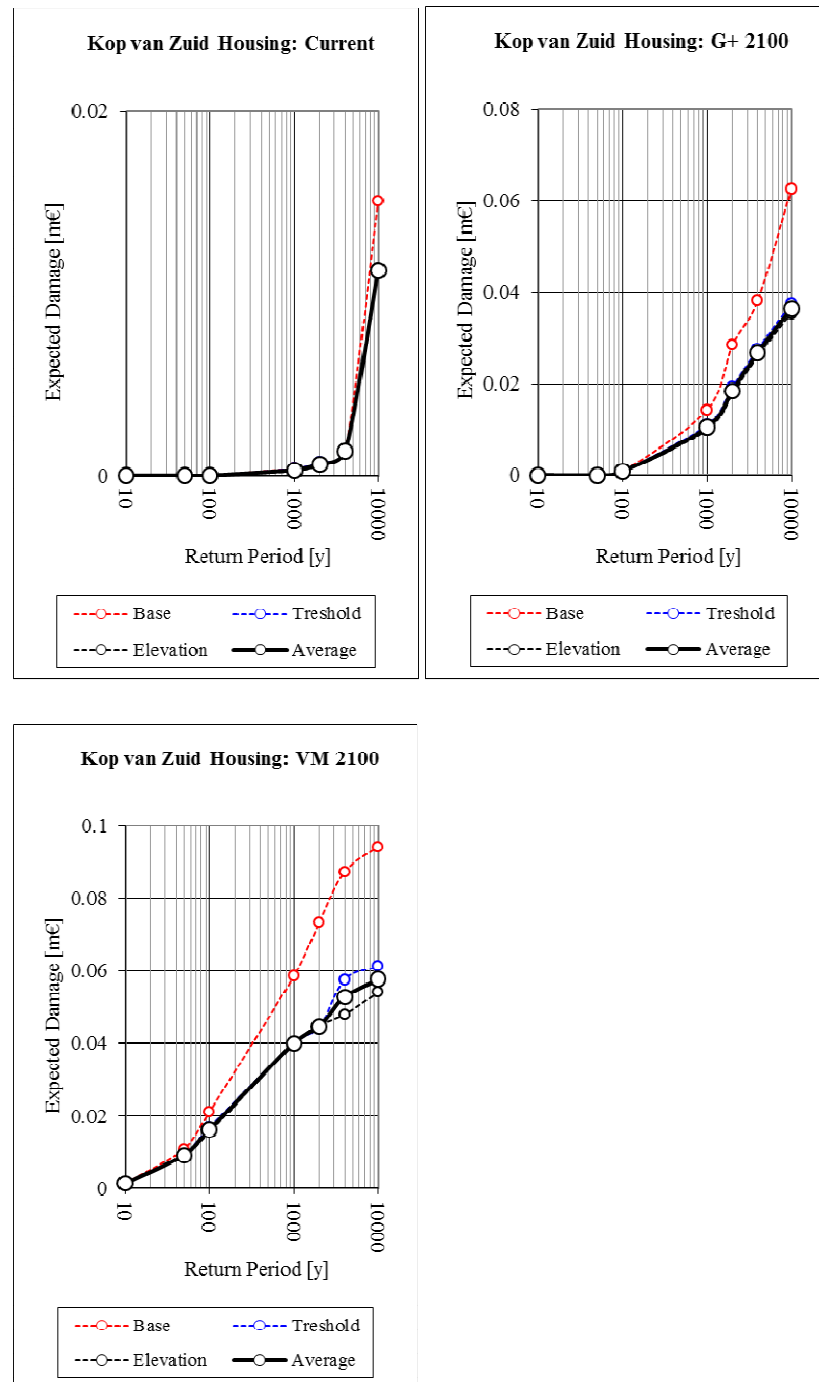 Kop van Zuid Housing: Current
0.02
0
Expected Damage [m€]
10
100
1000
10000
Return Period [y]
Base
Treshold
Elevation
Average
Kop van Zuid Housing: G+ 2100
0.08
0.06
0.04
0.02
0
Expected Damage [m€]
10
100
1000
10000
Return Period [y]
Base
Treshold
Elevation
Average
Kop van Zuid Housing: VM 2100
0.1
0.08
0.06
0.04
0.02
0
Expected Damage [m€]
10
100
1000
10000
Return Period [y]
Base
Treshold
Elevation
Average